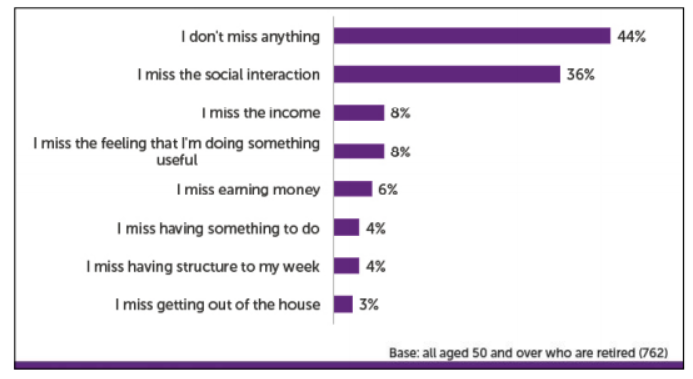 I don't miss anything 44%
I miss the social interaction 36%
I miss the income 8%
I miss the feeling that I'm doing something
useful 8%
I miss earning money 6%
I miss having something to do 4%
I miss having structure to my week 4%
I miss getting out of the house 3%
Base: all aged 50 and over who are retired (762)